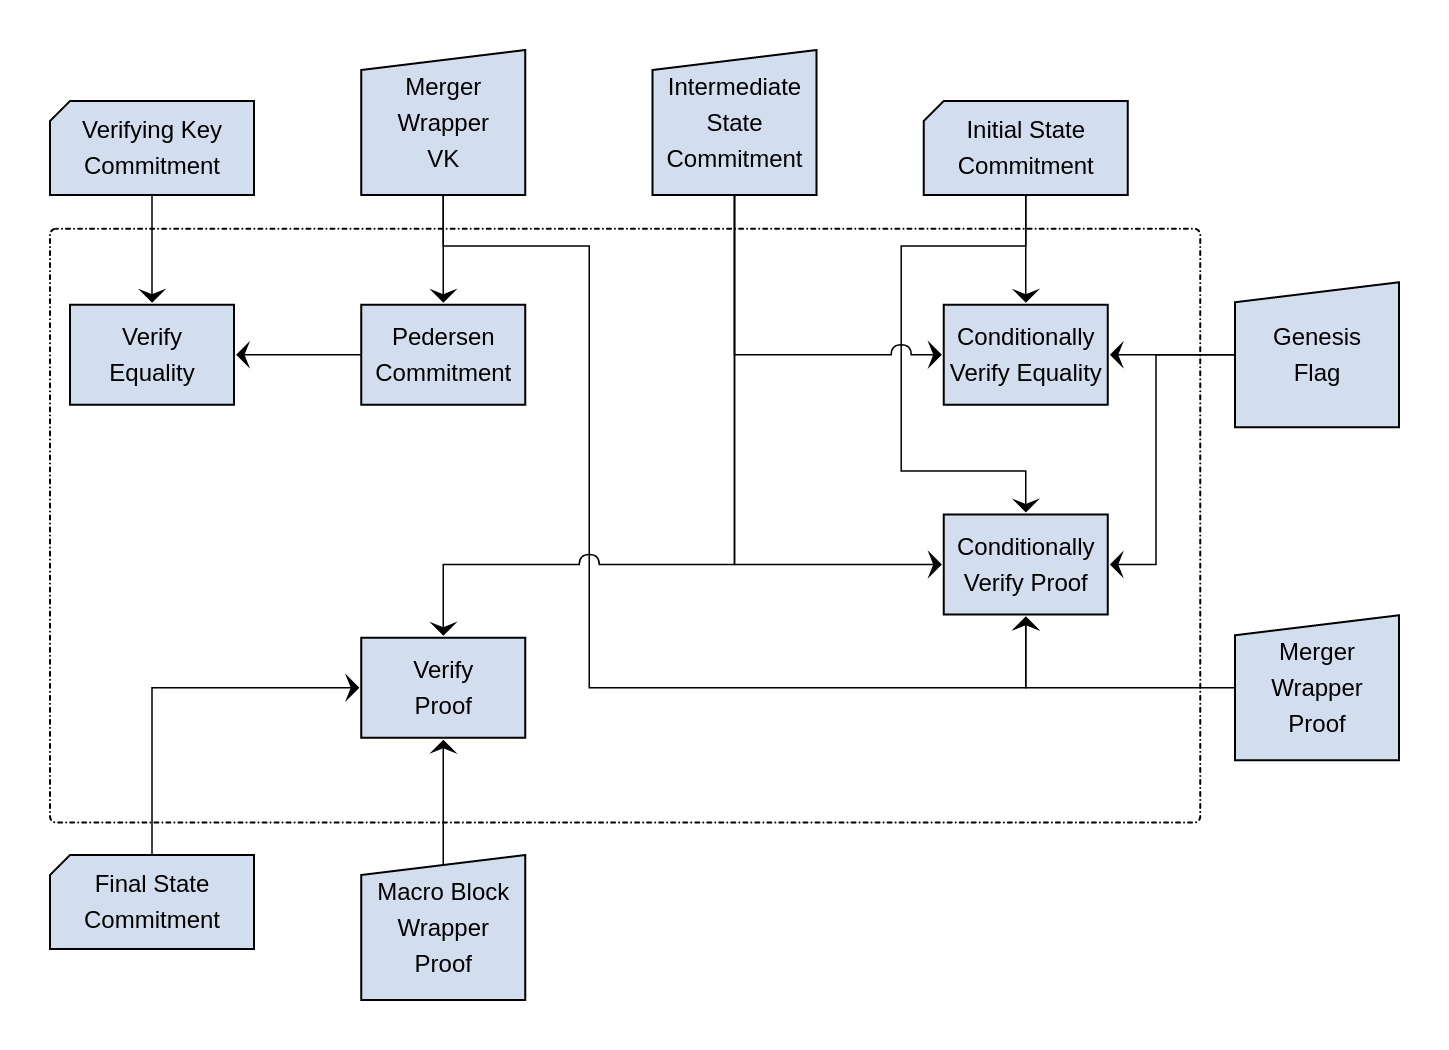 Verifying Key
Commitment
Merger
Wrapper
VK
Intermediate
State
Commitment
Initial State
Commitment
Verify
Equality
Pedersen
Commitment
Conditionally
Verify Equality
Genesis
Flag
Conditionally
Verify Proof
Verify
Proof
Merger
Wrapper
Proof
Final State
Commitment
Macro Block
Wrapper
Proof